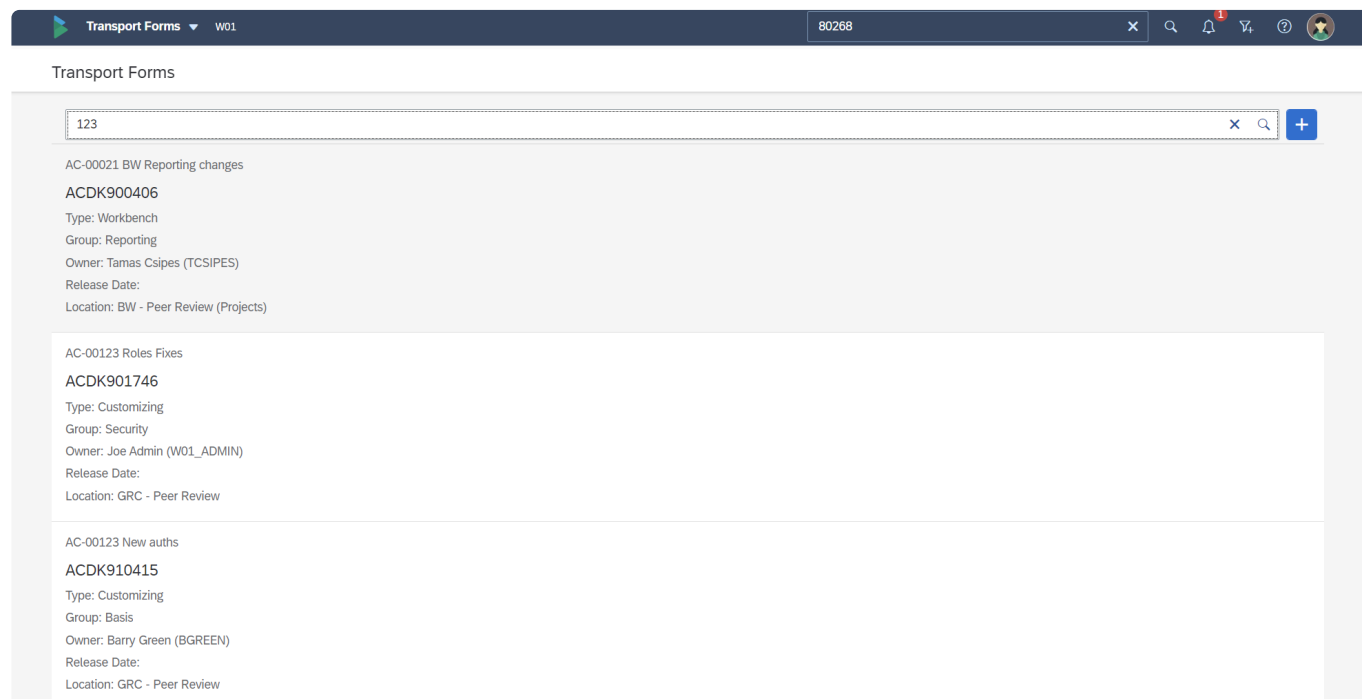 Transport Forms W01 80268 1
Transport Forms
123
AC-00021 BW Reporting changes
ACDK900406
Type: Workbench
Group: Reporting
Owner: Tamas Csipes (TCSIPES)
Release Date:
Location: BW - Peer Review (Projects)
AC-00123 Roles Fixes
ACDK901746
Type: Customizing
Group: Security
Owner: Joe Admin (W01_ADMIN)
Release Date:
Location: GRC - Peer Review
AC-00123 New auths
ACDK910415
Type: Customizing
Group: Basis
Owner: Barry Green (BGREEN)
Release Date:
Location: GRC - Peer Review